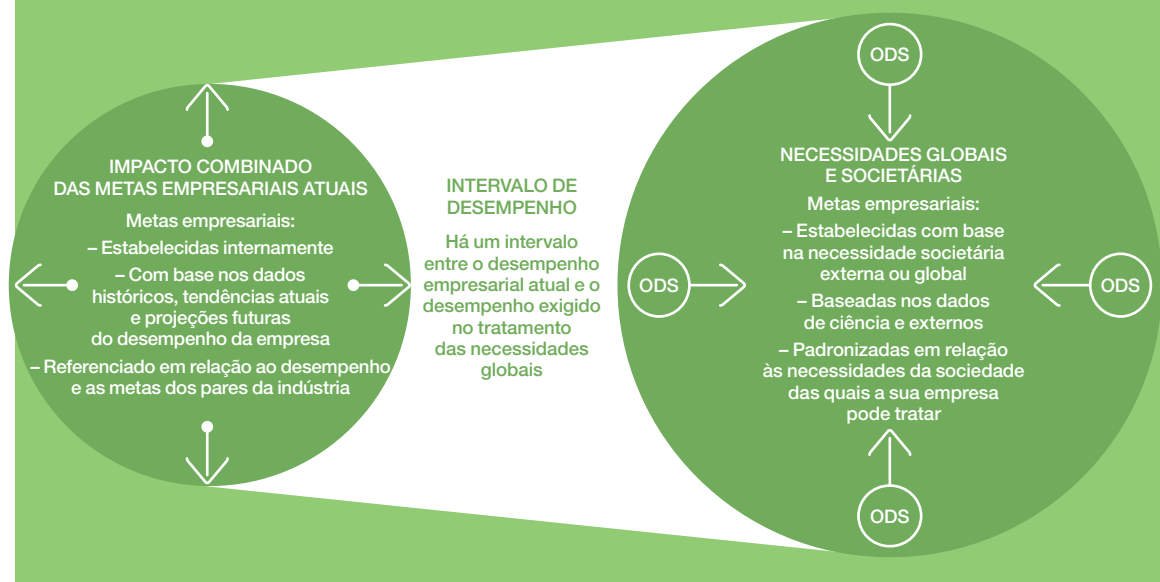 IMPACTO COMBINADO
DAS METAS EMPRESARIAIS ATUAIS
Metas empresariais:
– Estabelecidas internamente
– Com base nos dados
históricos, tendências atuais
e projeções futuras
do desempenho da empresa
– Referenciado em relação ao desempenho
e as metas dos pares da indústria
INTERVALO DE
DESEMPENHO
Há um intervalo
entre o desempenho
empresarial atual e o
desempenho exigido
no tratamento
das necessidades
globais
ODS
NECESSIDADES GLOBAIS
E SOCIETÁRIAS
Metas empresariais:
– Estabelecidas com base
na necessidade societária
externa ou global
– Baseadas nos dados
de ciência e externos
– Padronizadas em relação
às necessidades da sociedade
das quais a sua empresa
pode tratar
ODS
ODS
ODS